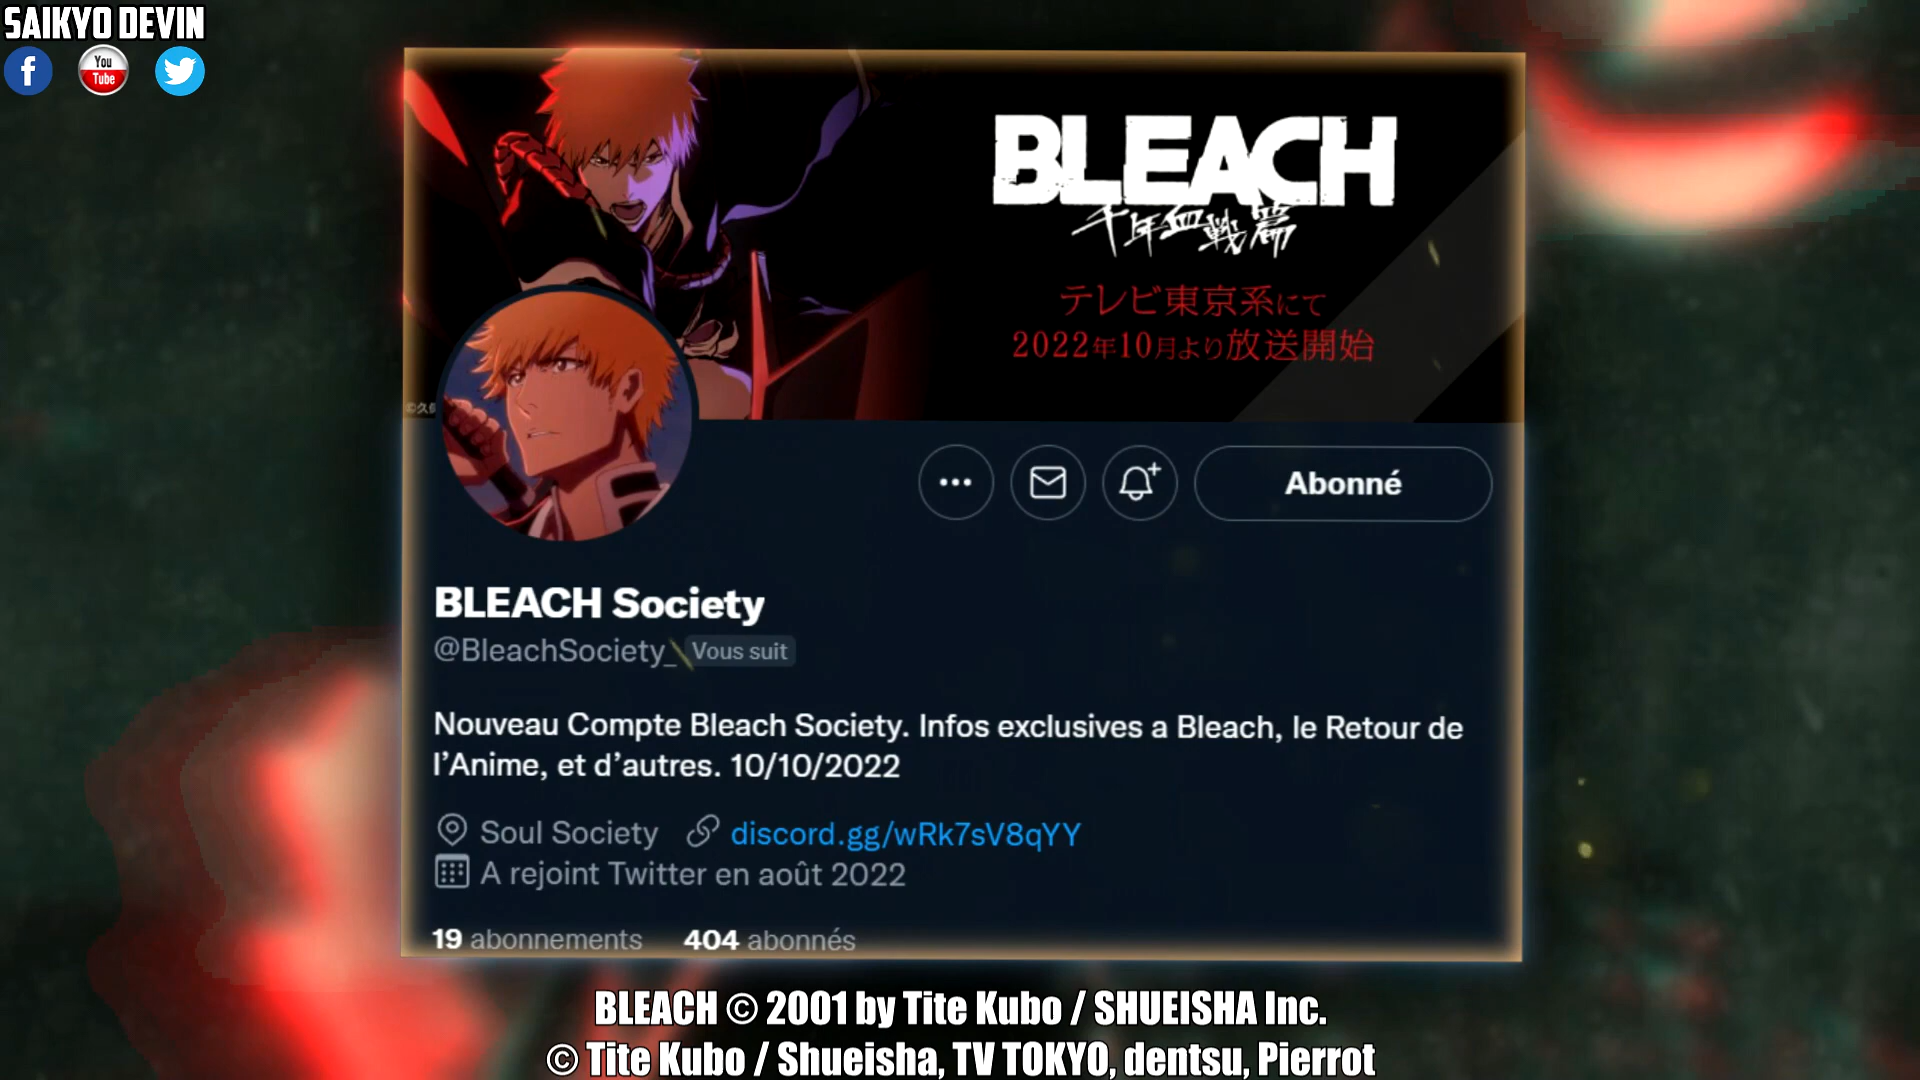 SAIKYO DEVIN
f
You
Tube
BLEACH
千年血戦篇
テレビ東京系にて
2022年10月より放送開始
Abonné
BLEACH Society
@BleachSociety_ Vous suit
Nouveau Compte Bleach Society. Infos exclusives a Bleach, le Retour de
l’Anime, et d’autres. 10/10/2022
Soul Society discord.gg/wRk7sV8qYY
A rejoint Twitter en août 2022
19 abonnements 404 abonnés
BLEACH © 2001 by Tite Kubo / SHUEISHA Inc.
© Tite Kubo / Shueisha, TV TOKYO, dentsu, Pierrot